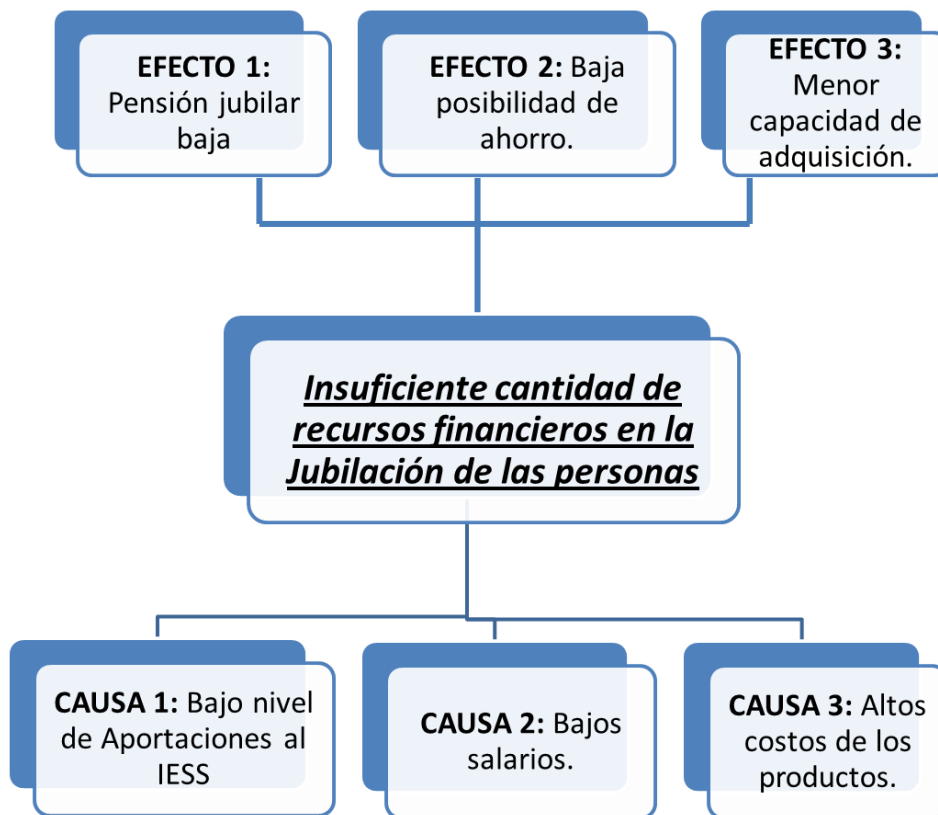 EFECTO 1:
Pensión jubilar
baja
EFECTO 2: Baja
posibilidad de
ahorro.
EFECTO 3:
Menor
capacidad de
adquisición.
Insuficiente cantidad de
recursos financieros en la
Jubilación de las personas
CAUSA 1: Bajo nivel
de Aportaciones al
IESS
CAUSA 2: Bajos
salarios.
CAUSA 3: Altos
costos de los
productos.